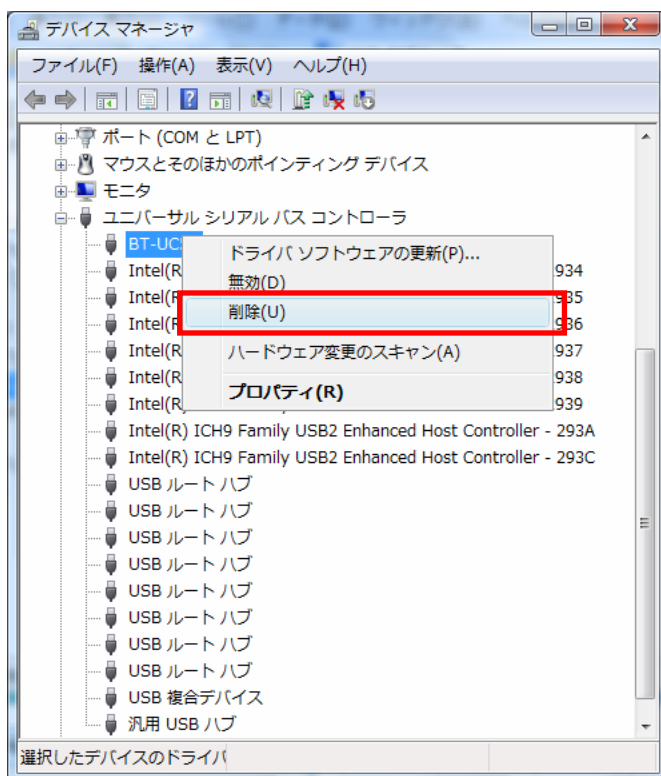 デバイス マネージャ
ファイル(F) 操作(A) 表示(V) ヘルプ(H)
ポート (COM と LPT)
マウスとそのほかのポインティング デバイス
モニタ
ユニバーサル シリアル バス コントローラ
BT-UC
ドライバ ソフトウェアの更新(P)...
Intel(R) 934
無効(D)
Intel(R 935
削除(U)
Intel(R 936
Intel(R 937
ハードウェア変更のスキャン(A)
Intel(R 938
プロパティ(R)
Intel(R) 939
Intel(R) ICH9 Family USB2 Enhanced Host Controller - 293A
Intel(R) ICH9 Family USB2 Enhanced Host Controller - 293C
USB ルート ハブ
USB ルート ハブ
USB ルート ハブ
USB ルート ハブ
USB ルート ハブ
USB ルート ハブ
USB ルート ハブ
USB ルート ハブ
USB 複合デバイス
汎用 USB ハブ
選択したデバイスのドライバ